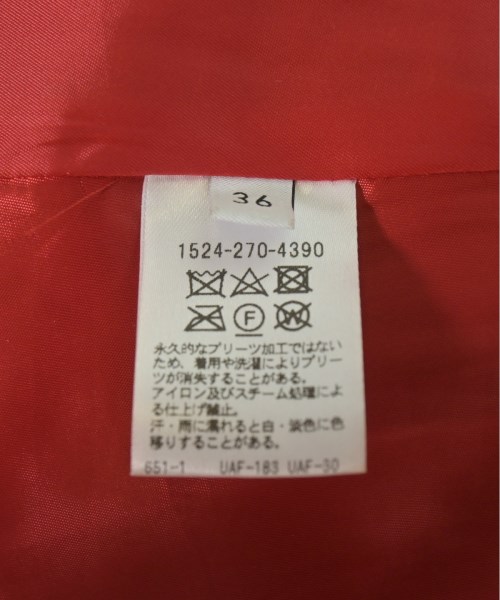 36
1524-270-4390
F
W
永久的なプリーツ加工ではない
ため、着用や洗濯によりプリー
ツが消失することがある。
アイロン及びスチーム処理によ
る仕上げ禁止。
汗・雨に濡れると白・淡色に色
移りすることがある。
651-1 UAF-183 UAF-30